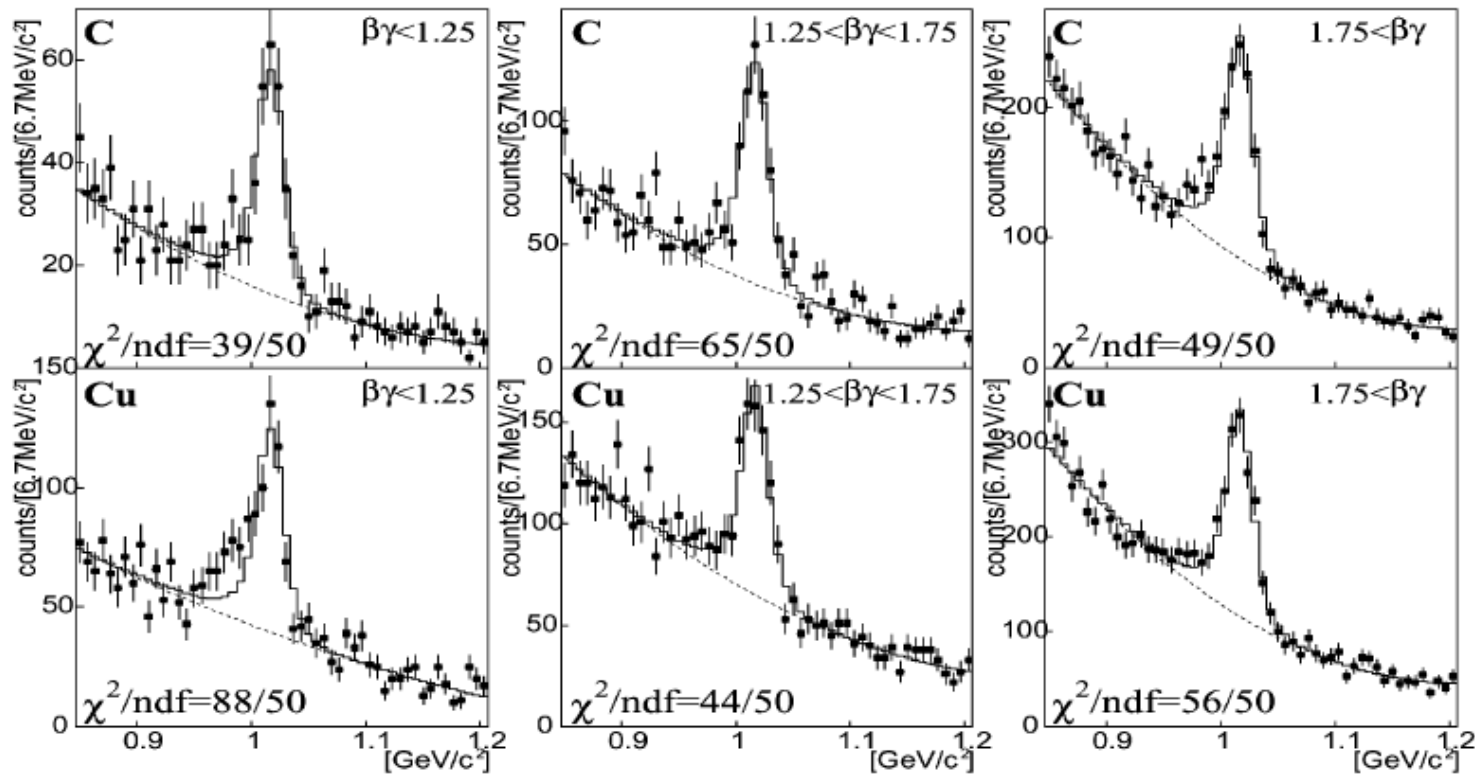 C βγ<1.25
60
40
20
counts/[6.7MeV/c²]
χ²/ndf=39/50
C 1.25<βγ<1.75
100
50
0
counts/[6.7MeV/c²]
χ²/ndf=65/50
C 1.75<βγ
200
100
0
counts/[6.7MeV/c²]
χ²/ndf=49/50
Cu βγ<1.25
150
100
50
0
counts/[6.7MeV/c²]
χ²/ndf=88/50
0.9 1 1.1 1.2
[GeV/c²]
Cu 1.25<βγ<1.75
150
100
50
0
counts/[6.7MeV/c²]
χ²/ndf=44/50
0.9 1 1.1 1.2
[GeV/c²]
Cu 1.75<βγ
300
200
100
0
counts/[6.7MeV/c²]
χ²/ndf=56/50
0.9 1 1.1 1.2
[GeV/c²]